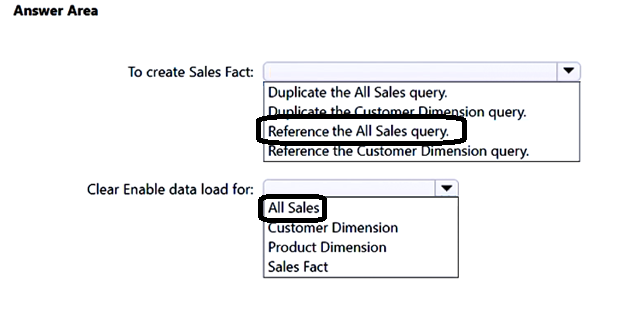 Answer Area
To create Sales Fact:
Duplicate the All Sales query.
Duplicate the Customer Dimension query.
Reference the All Sales query.
Reference the Customer Dimension query.
Clear Enable data load for:
All Sales
Customer Dimension
Product Dimension
Sales Fact